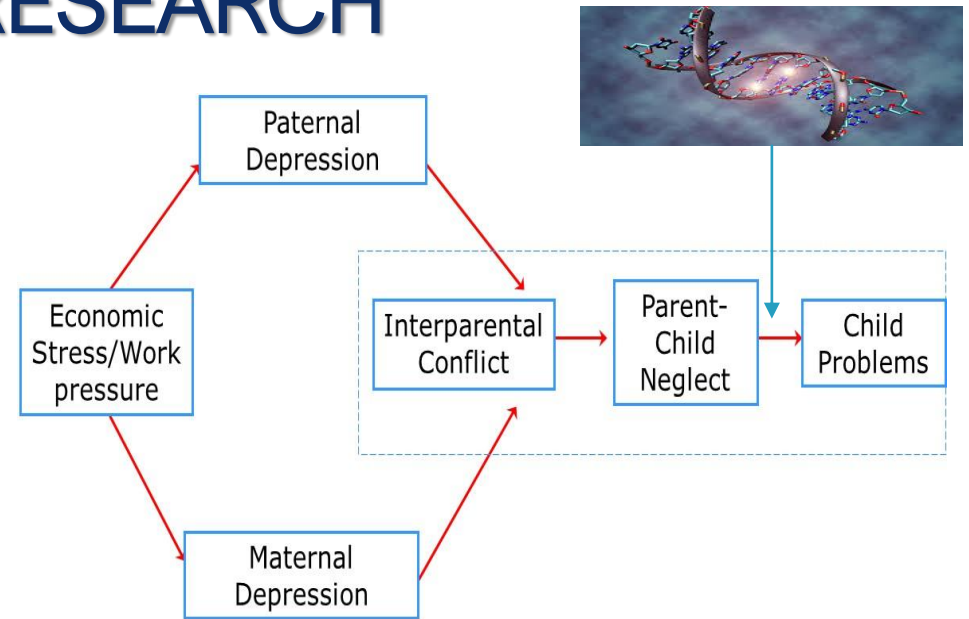 RESEARCH
Paternal
Depression
Economic
Stress/Work
pressure
Interparental
Conflict
Parent-
Child
Neglect
Child
Problems
Maternal
Depression